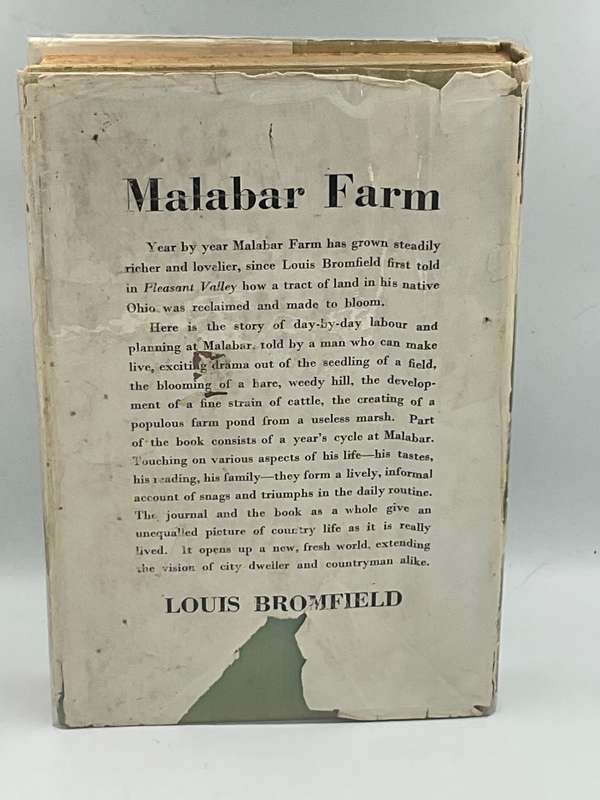 Malabar Farm
Year by year Malabar Farm has grown steadily
richer and lovelier, since Louis Bromfield first told
in Pleasant Valley how a tract of land in his native
Ohio was reclaimed and made to bloom.
Here is the story of day-by-day labour and
planning at Malabar, told by a man who can make
live, exciting drama out of the seedling of a field,
the blooming of a bare, weedy hill, the develop-
ment of a fine strain of cattle, the creating of a
populous farm pond from a useless marsh. Part
of the book consists of a year's cycle at Malabar.
Touching on various aspects of his life—his tastes,
his reading, his family—they form a lively, informal
account of snags and triumphs in the daily routine.
The journal and the book as a whole give an
unequalled picture of country life as it is really
lived. It opens up a new, fresh world, extending
the vision of city dweller and countryman alike.
LOUIS BROMFIELD